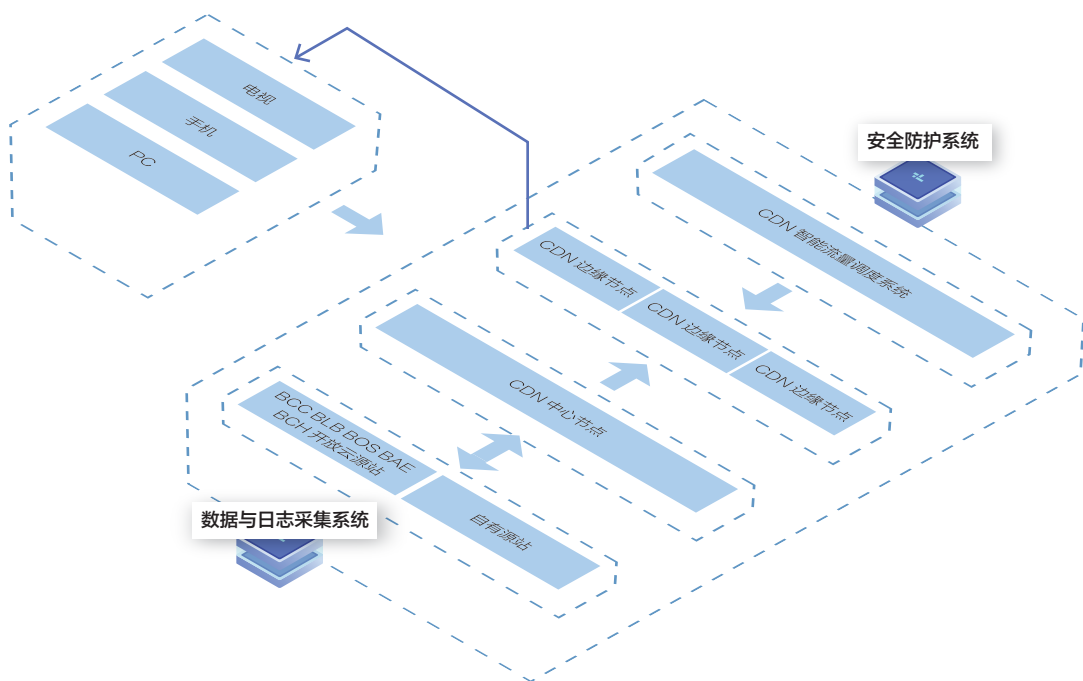 电视
手机
PC
安全防护系统
CDN 智能流量调度系统
CDN 边缘节点
CDN 边缘节点
CDN 边缘节点
CDN 中心节点
BCC BLB BOS BAE
BCH 开放云源站
自有源站
数据与日志采集系统